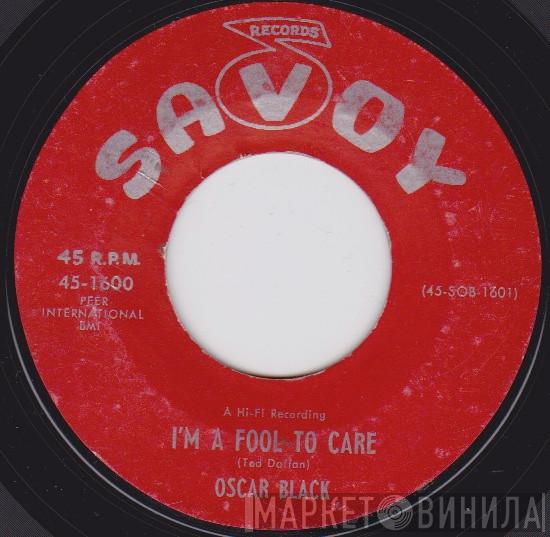 RECORDS
SAVOY
45 R.P.M.
45-1600
PEER
INTERNATIONAL
BMI
(45-SOB-1601)
A Hi-Fi Recording
I'M A FOOL TO CARE
(Ted Daffan)
OSCAR BLACK
МАРКЕТ ВИНИЛА